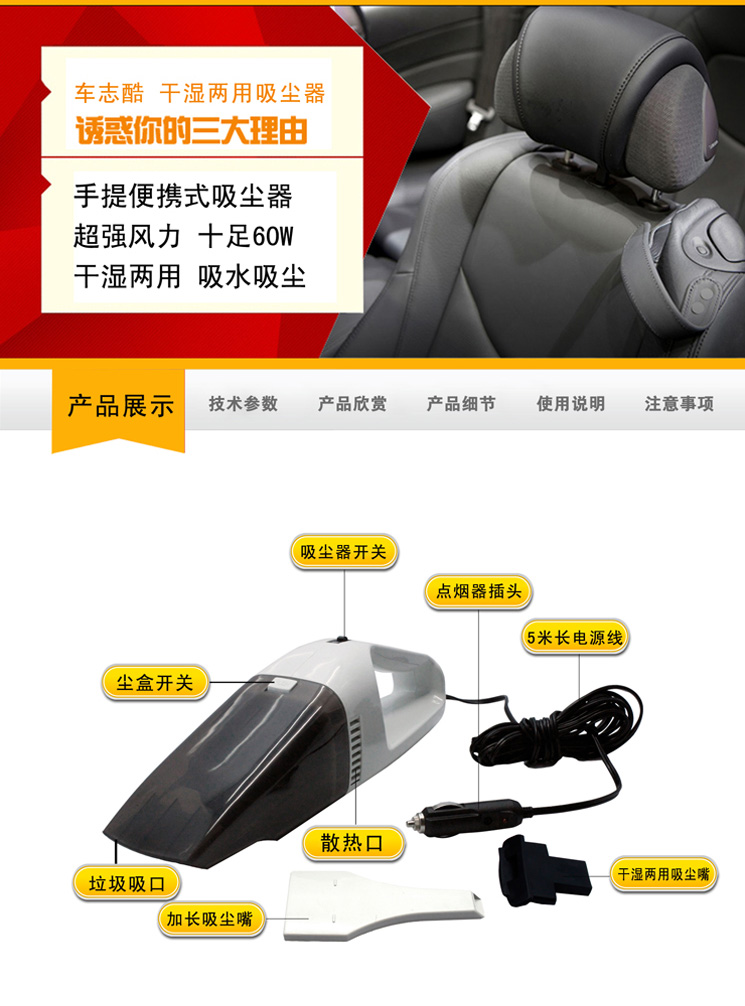 车志酷 干湿两用吸尘器
诱惑你的三大理由
手提便携式吸尘器
超强风力 十足60W
干湿两用 吸水吸尘
产品展示 技术参数 产品欣赏 产品细节 使用说明 注意事项
吸尘器开关
点烟器插头
5米长电源线
尘盒开关
散热口
垃圾吸口
干湿两用吸尘嘴
加长吸尘嘴